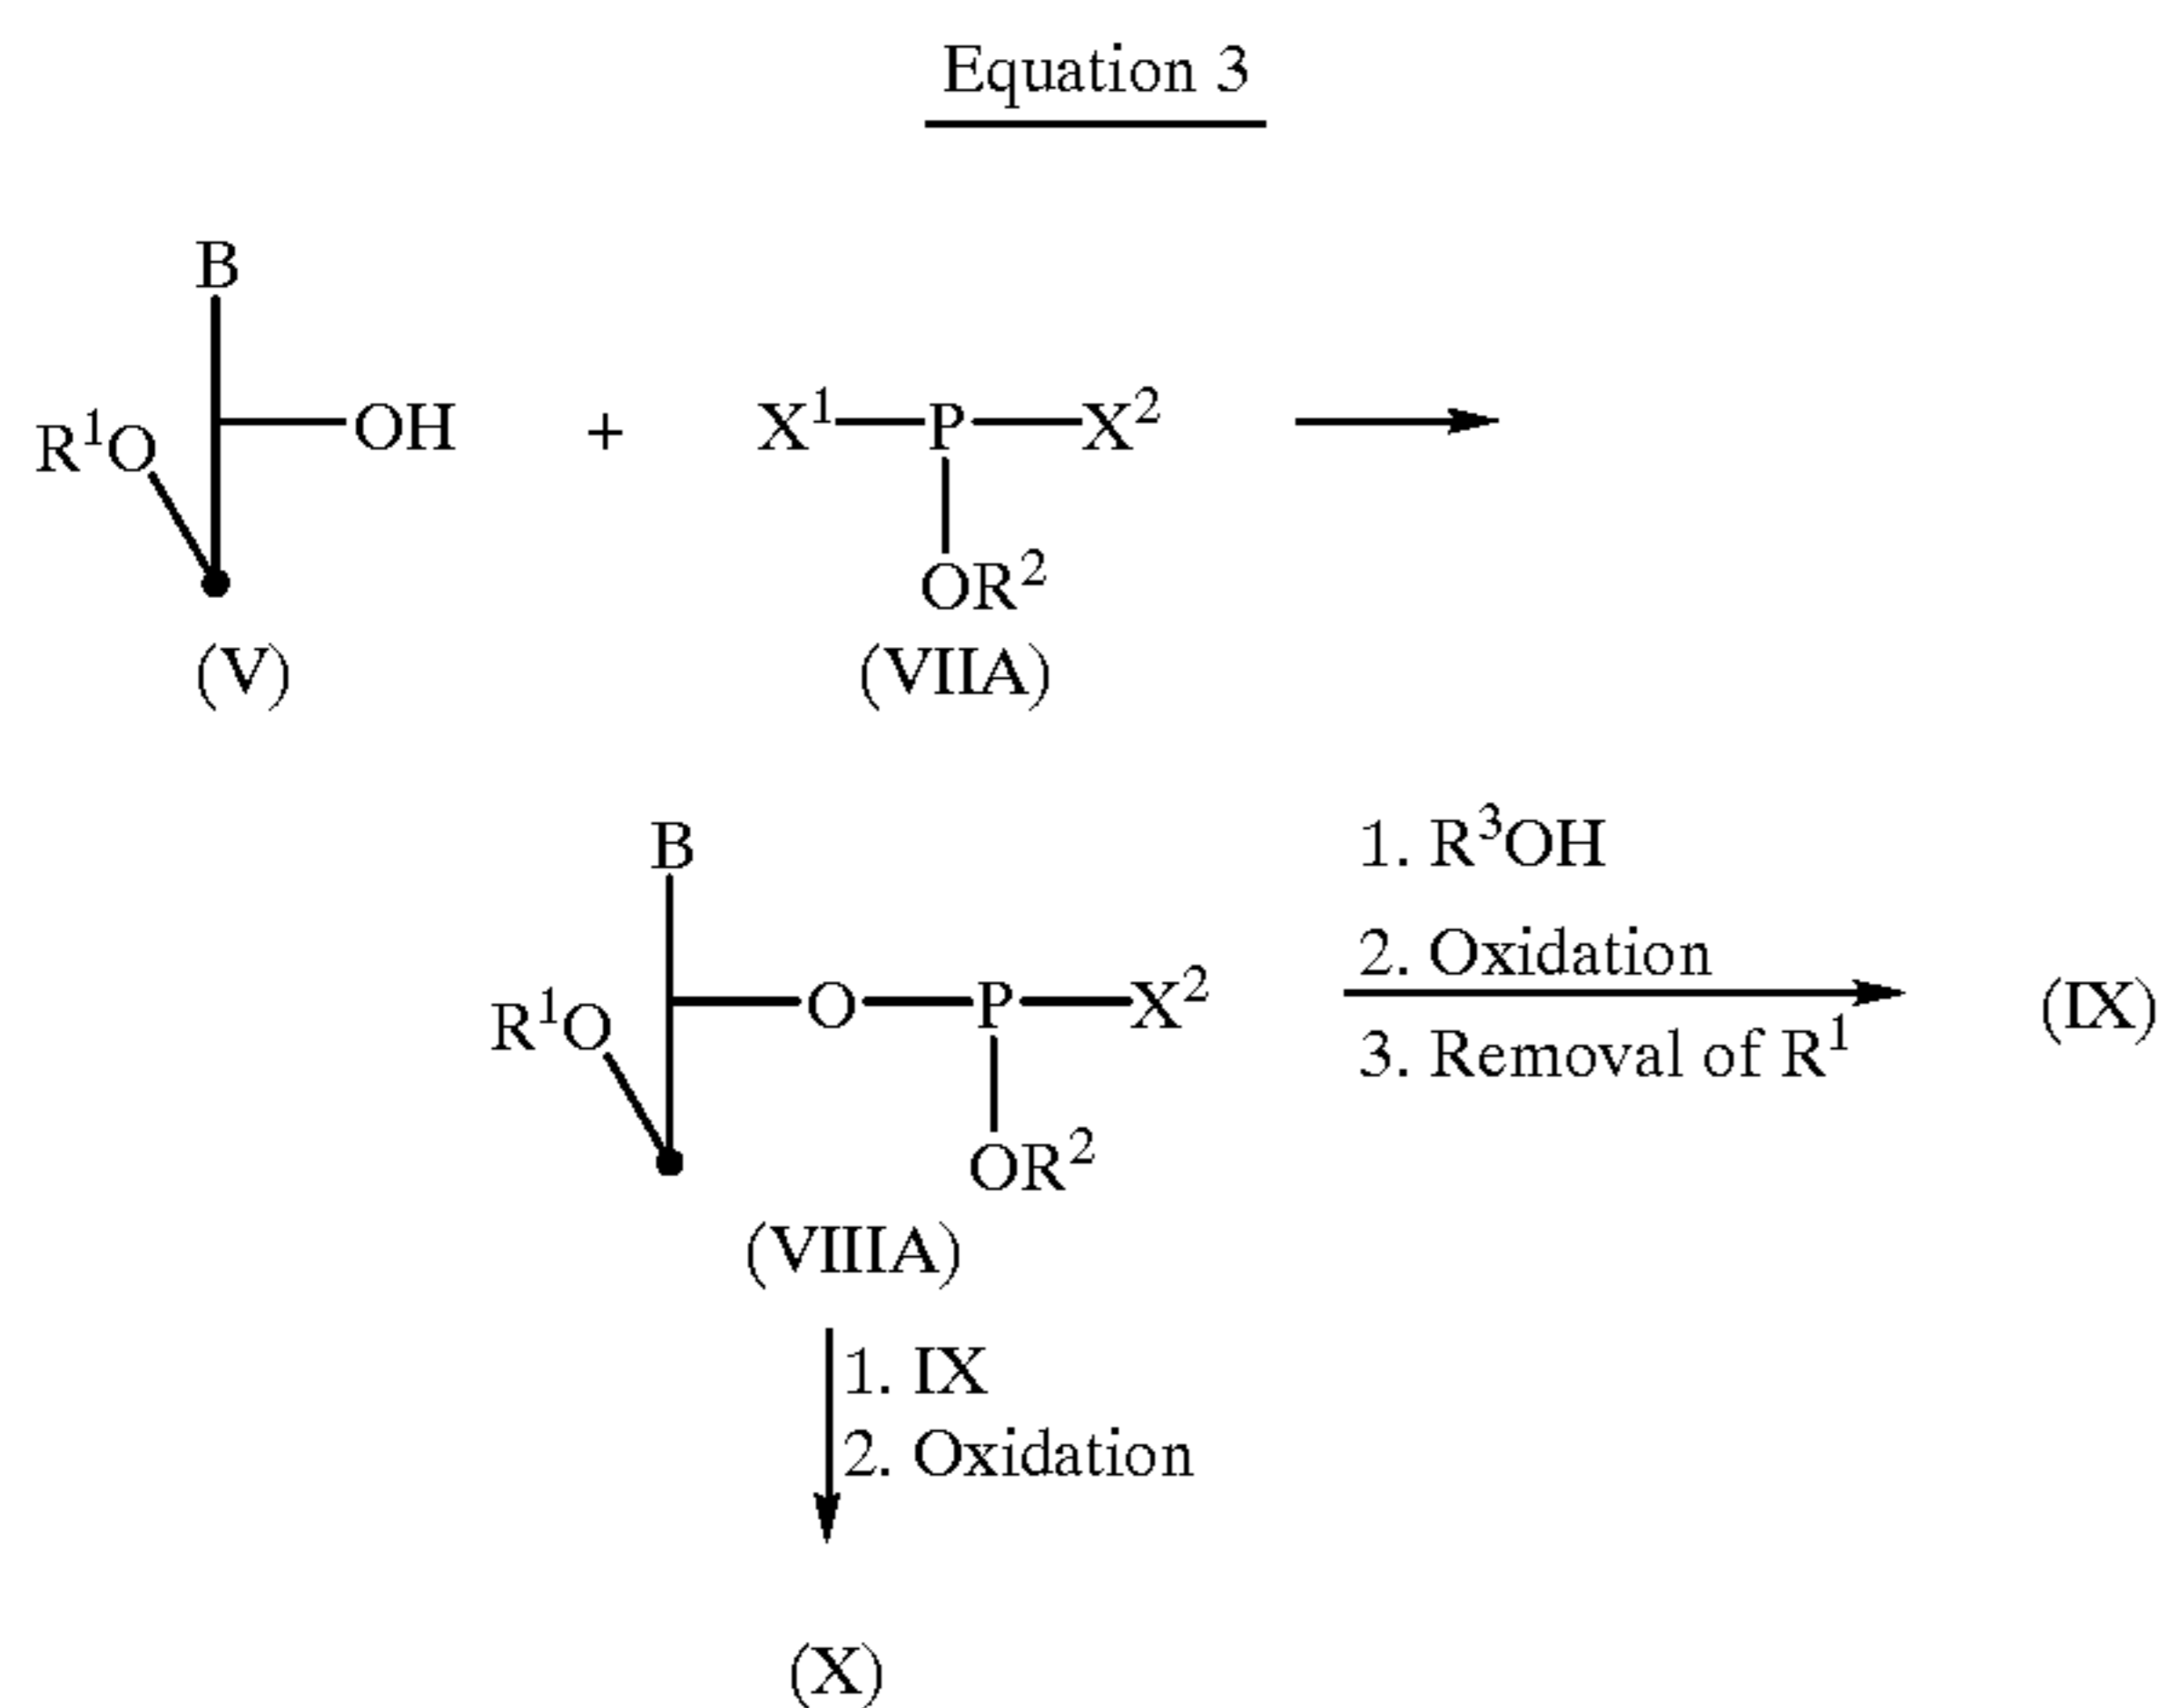 Equation 3
B
R¹O
OH
+
X¹—P—X²
OR²
(V)
(VIIA)
B
R¹O
O—P—X²
OR²
(VIIIA)
1. R³OH
2. Oxidation
3. Removal of R¹
(IX)
1. IX
2. Oxidation
(X)